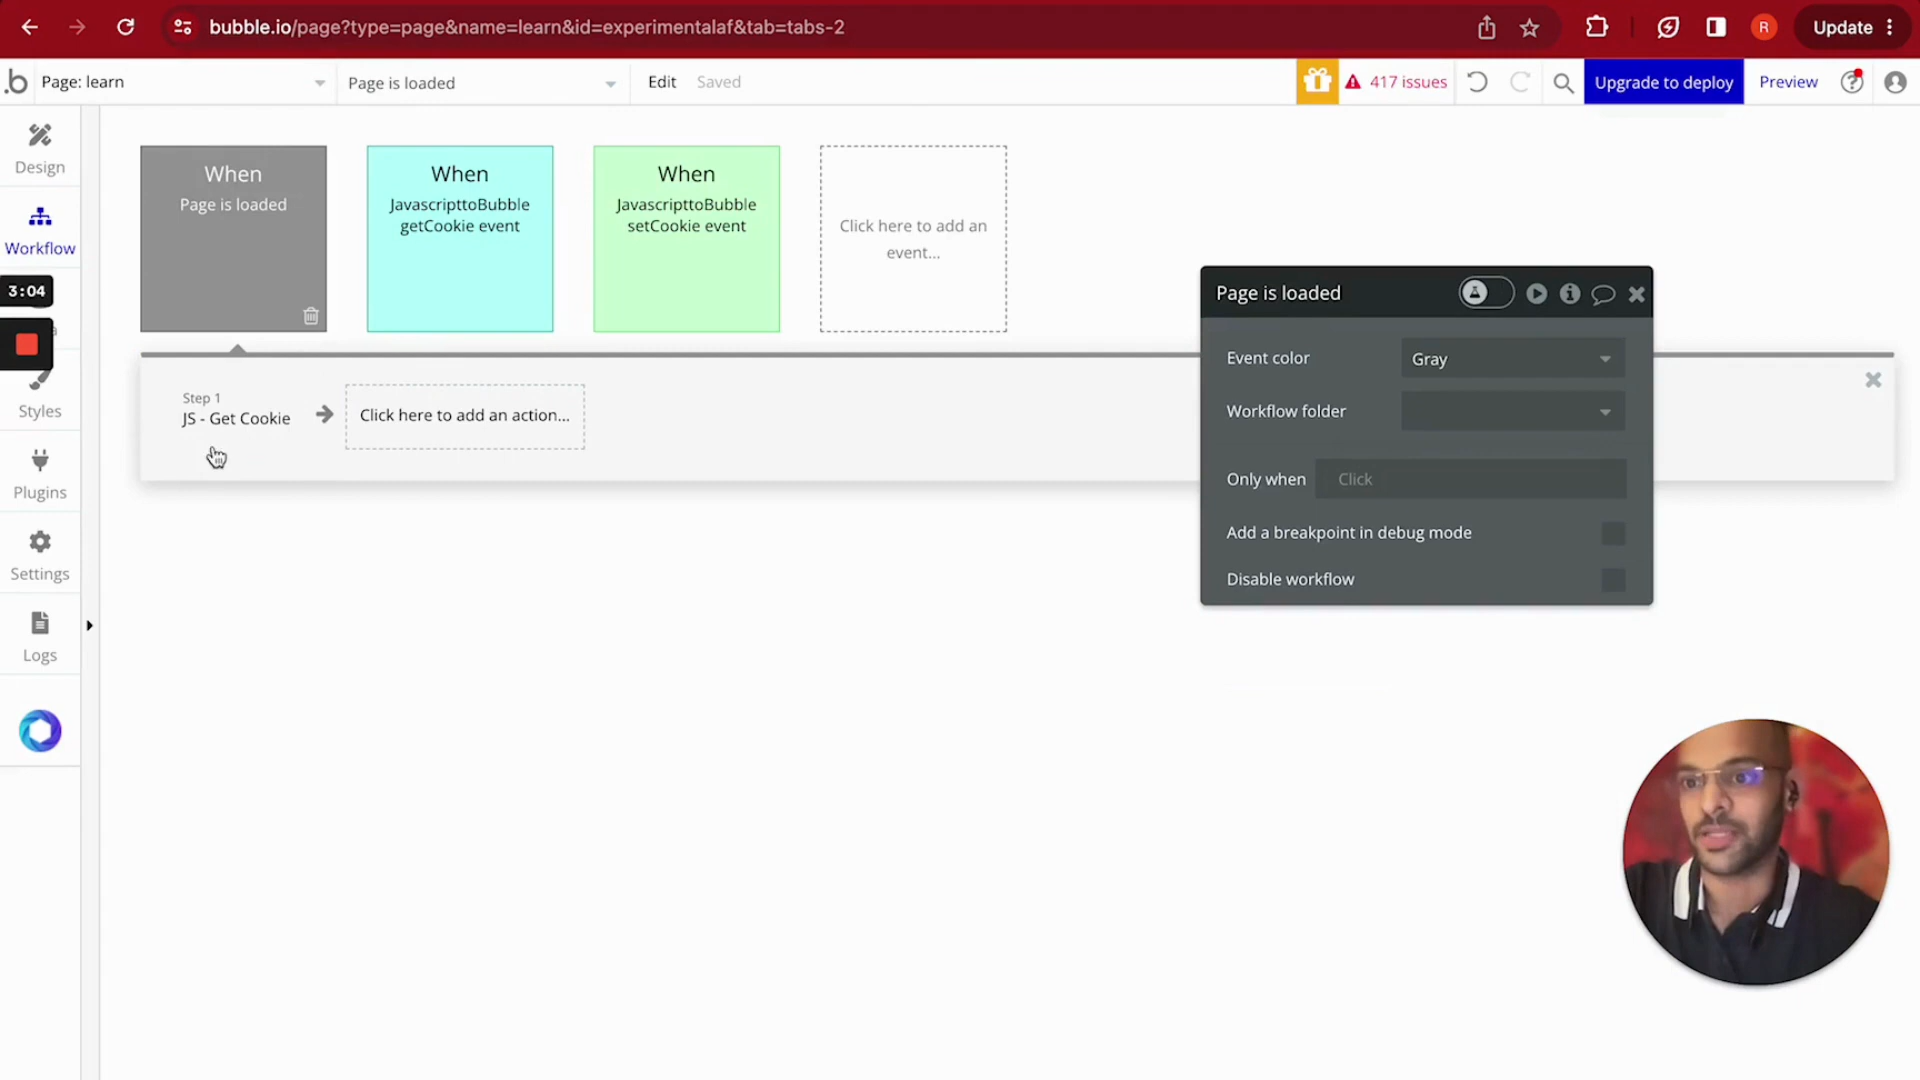 bubble.io/page?type=page&name=learn&id=experimentalaf&tab=tabs-2
R
Update
.b
Page: learn
Page is loaded
Edit
Saved
417 issues
Upgrade to deploy
Preview
Design
Workflow
3:04
Styles
Plugins
Settings
Logs
When
Page is loaded
When
JavascripttoBubble
getCookie event
When
JavascripttoBubble
setCookie event
Click here to add an
event...
Step 1
JS - Get Cookie
Click here to add an action...
Page is loaded
Event color
Gray
Workflow folder
Only when
Click
Add a breakpoint in debug mode
Disable workflow